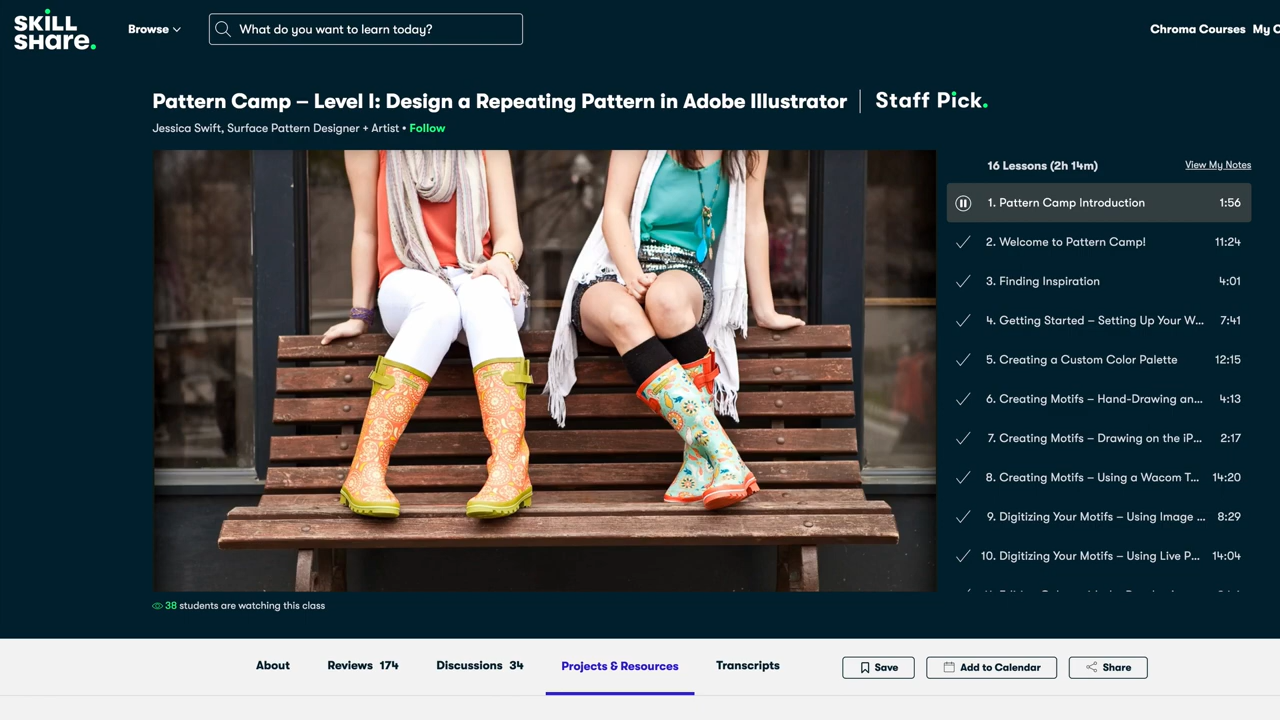 SKILL
SHare.
Browse
What do you want to learn today?
Chroma Courses
My
Pattern Camp – Level I: Design a Repeating Pattern in Adobe Illustrator
Staff Pick.
Jessica Swift, Surface Pattern Designer + Artist • Follow
16 Lessons (2h 14m)
View My Notes
1. Pattern Camp Introduction 1:56
2. Welcome to Pattern Camp! 11:24
3. Finding Inspiration 4:01
4. Getting Started – Setting Up Your W... 7:41
5. Creating a Custom Color Palette 12:15
6. Creating Motifs – Hand-Drawing an... 4:13
7. Creating Motifs – Drawing on the iP... 2:17
8. Creating Motifs – Using a Wacom T... 14:20
9. Digitizing Your Motifs – Using Image ... 8:29
10. Digitizing Your Motifs – Using Live P... 14:04
38 students are watching this class
About
Reviews 174
Discussions 34
Projects & Resources
Transcripts
Save
Add to Calendar
Share